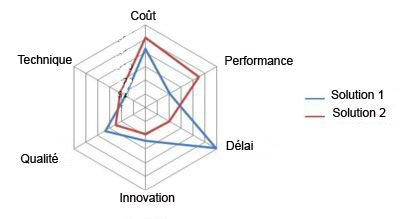 Coût
Technique
Performance
Solution 1
Solution 2
Qualité
Délai
Innovation